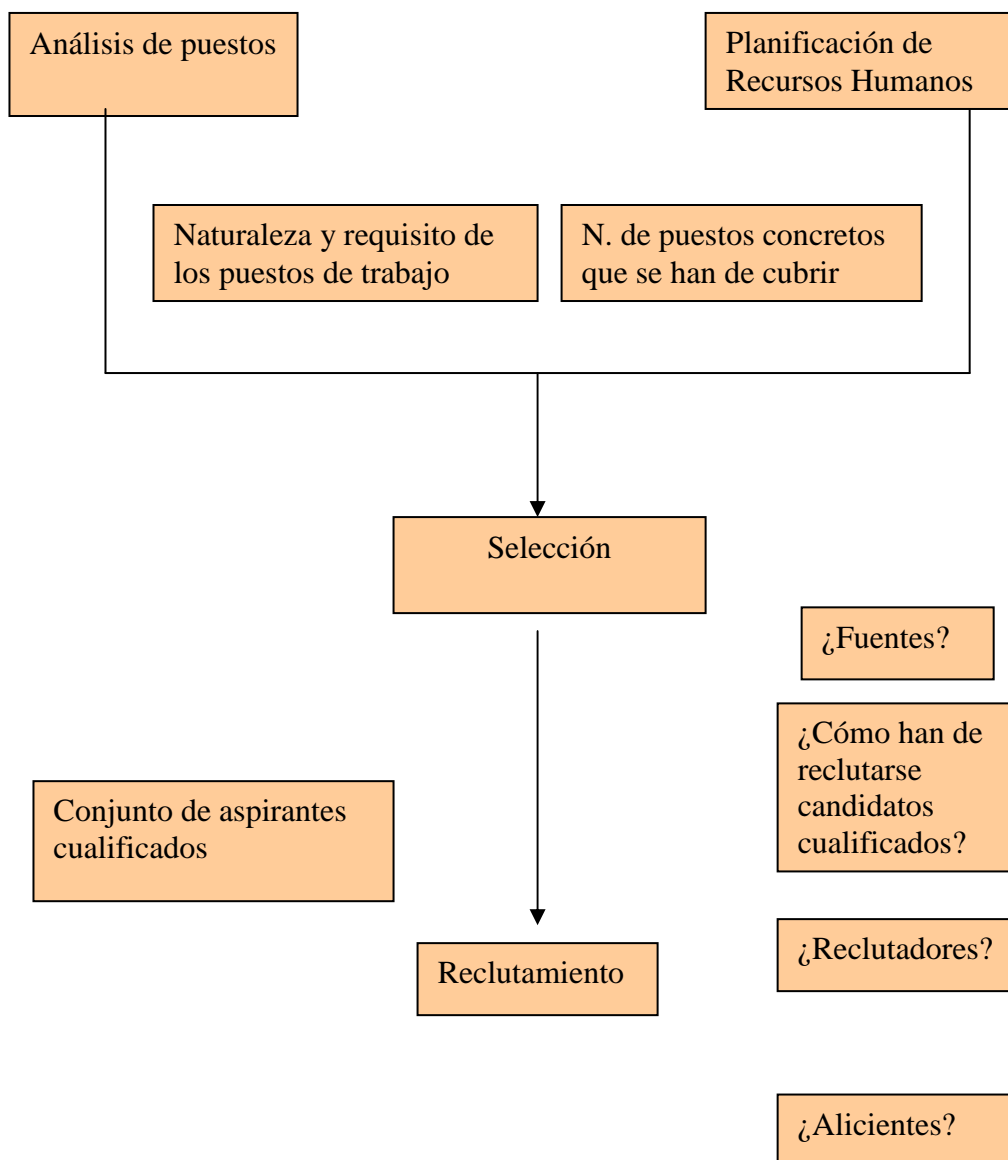 Análisis de puestos
Planificación de
Recursos Humanos
Naturaleza y requisito de
los puestos de trabajo
N. de puestos concretos
que se han de cubrir
Selección
¿Fuentes?
¿Cómo han de
reclutarse
candidatos
cualificados?
Conjunto de aspirantes
cualificados
¿Reclutadores?
Reclutamiento
¿Alicientes?